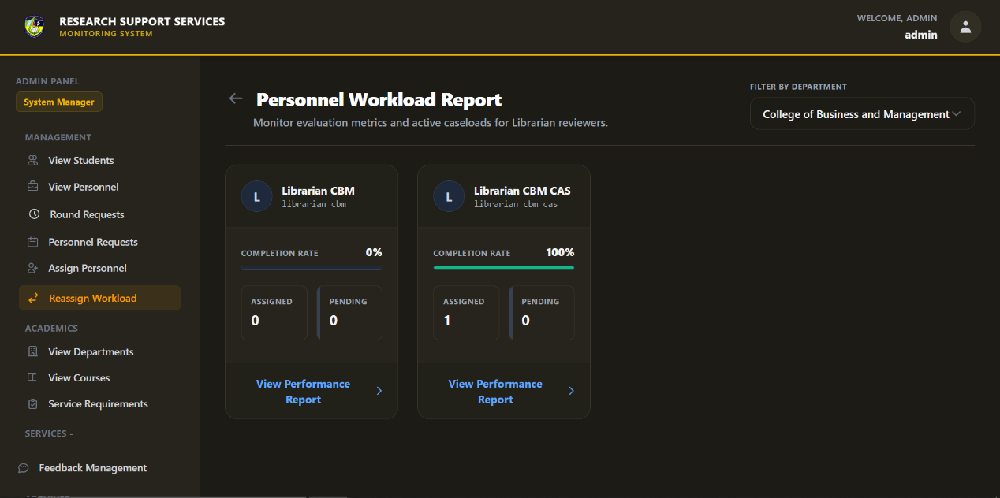 RESEARCH SUPPORT SERVICES
MONITORING SYSTEM
WELCOME, ADMIN
admin
ADMIN PANEL
System Manager
MANAGEMENT
View Students
View Personnel
Round Requests
Personnel Requests
Assign Personnel
Reassign Workload
ACADEMICS
View Departments
View Courses
Service Requirements
SERVICES -
Feedback Management
Personnel Workload Report
Monitor evaluation metrics and active caseloads for Librarian reviewers.
FILTER BY DEPARTMENT
College of Business and Management
L
Librarian CBM
librarian cbm
COMPLETION RATE
0%
ASSIGNED
0
PENDING
0
View Performance
Report
L
Librarian CBM CAS
librarian cbm cas
COMPLETION RATE
100%
ASSIGNED
1
PENDING
0
View Performance
Report